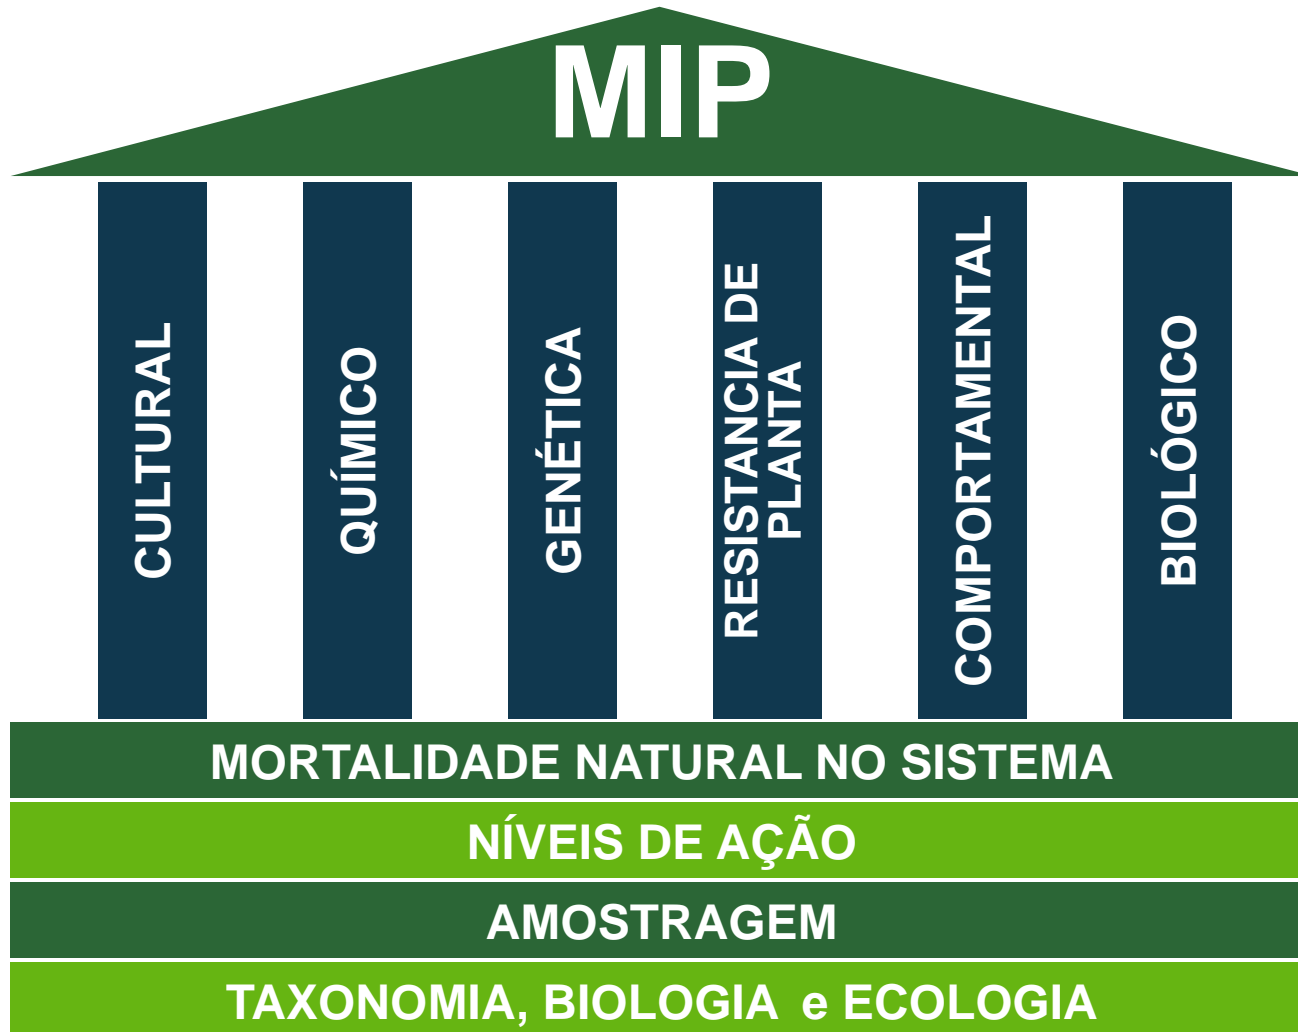 MIP
CULTURAL
QUÍMICO
GENÉTICA
RESISTANCIA DE
PLANTA
COMPORTAMENTAL
BIOLÓGICO
MORTALIDADE NATURAL NO SISTEMA
NÍVEIS DE AÇÃO
AMOSTRAGEM
TAXONOMIA, BIOLOGIA e ECOLOGIA